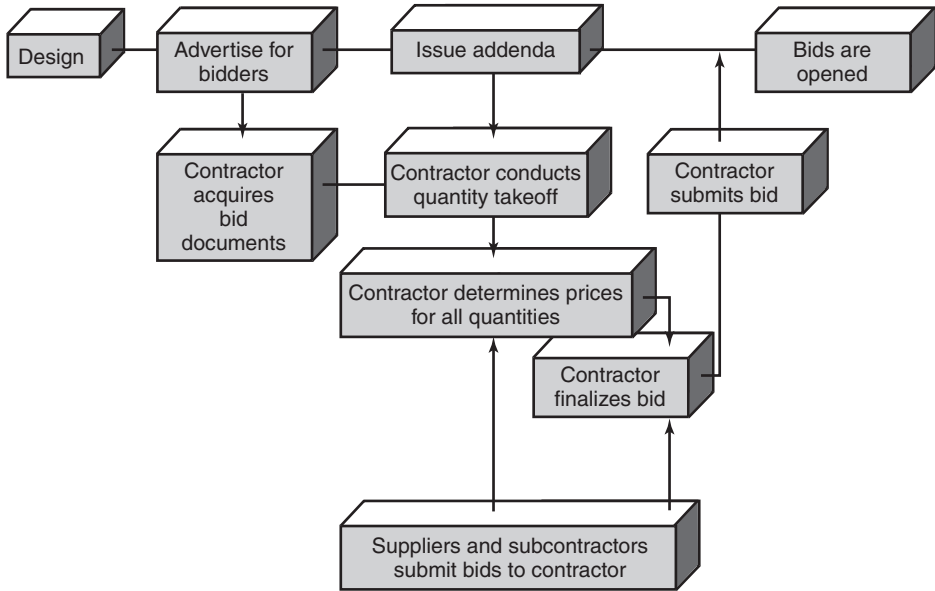 Design
Advertise for
bidders
Issue addenda
Bids are
opened
Contractor
acquires
bid
documents
Contractor conducts
quantity takeoff
Contractor
submits bid
Contractor determines prices
for all quantities
Contractor
finalizes bid
Suppliers and subcontractors
submit bids to contractor